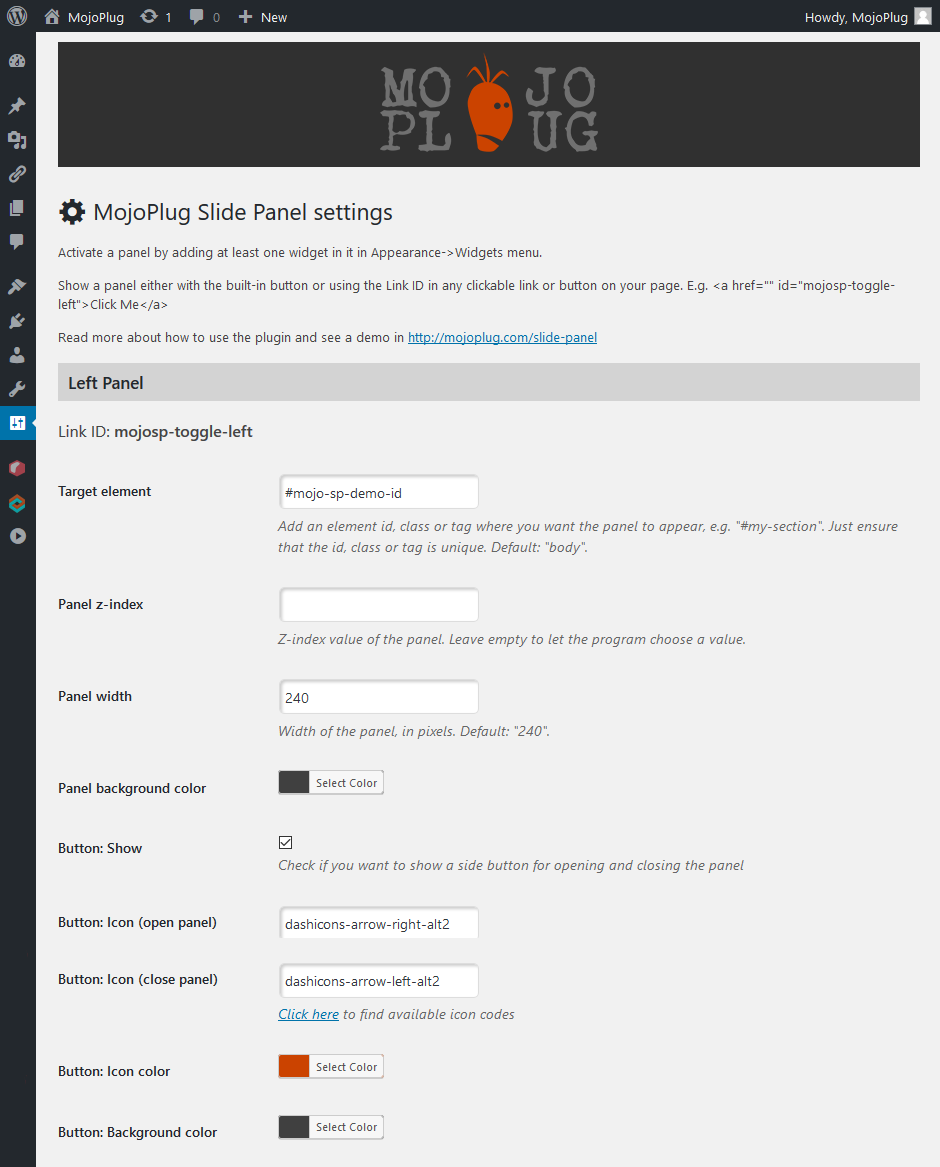 MojoPlug 1 0 New Howdy, MojoPlug
MO JO
PL UG
MojoPlug Slide Panel settings
Activate a panel by adding at least one widget in it in Appearance->Widgets menu.
Show a panel either with the built-in button or using the Link ID in any clickable link or button on your page. E.g. <a href="" id="mojosp-toggle-
left">Click Me</a>
Read more about how to use the plugin and see a demo in http://mojoplug.com/slide-panel
Left Panel
Link ID: mojosp-toggle-left
Target element #mojo-sp-demo-id
Add an element id, class or tag where you want the panel to appear, e.g. "#my-section". Just ensure
that the id, class or tag is unique. Default: "body".
Panel z-index
Z-index value of the panel. Leave empty to let the program choose a value.
Panel width 240
Width of the panel, in pixels. Default: "240".
Panel background color Select Color
Button: Show
Check if you want to show a side button for opening and closing the panel
Button: Icon (open panel) dashicons-arrow-right-alt2
Button: Icon (close panel) dashicons-arrow-left-alt2
Click here to find available icon codes
Button: Icon color Select Color
Button: Background color Select Color